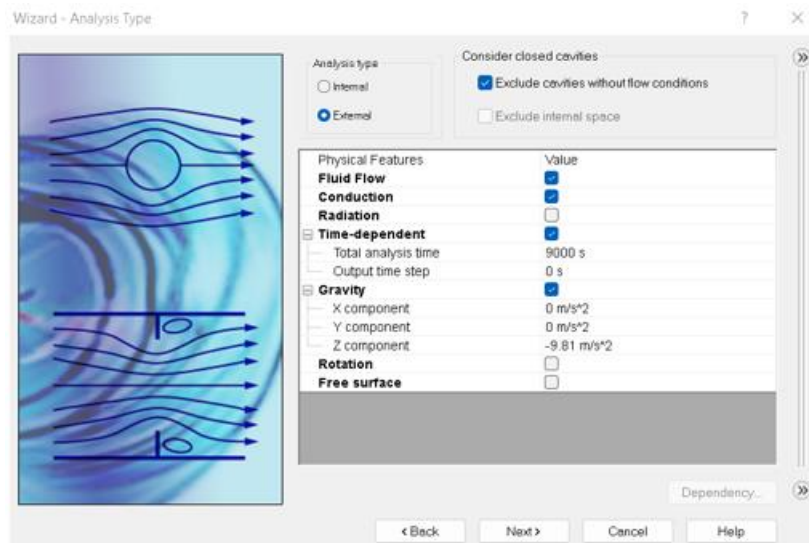 Wizard - Analysis Type
?
Analysis type
Internal
External
Consider closed cavities
Exclude cavities without flow conditions
Exclude internal space
Physical Features Value
Fluid Flow
Conduction
Radiation
Time-dependent
Total analysis time 9000 s
Output time step 0 s
Gravity
X component 0 m/s^2
Y component 0 m/s^2
Z component -9.81 m/s^2
Rotation
Free surface
Dependency...
< Back Next > Cancel Help